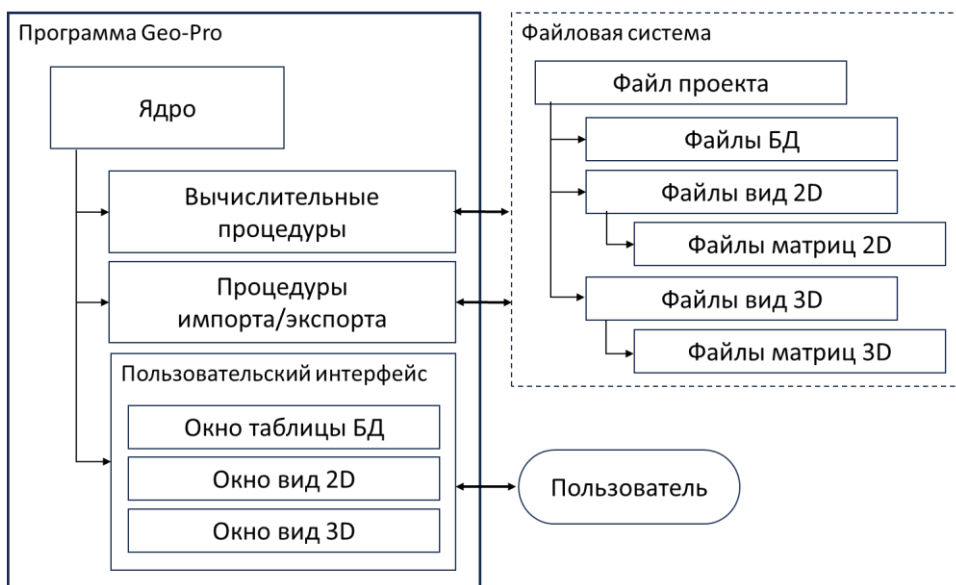 Программа Geo-Pro
Ядро
Вычислительные
процедуры
Процедуры
импорта/экспорта
Пользовательский интерфейс
Окно таблицы БД
Окно вид 2D
Окно вид 3D
Файловая система
Файл проекта
Файлы БД
Файлы вид 2D
Файлы матриц 2D
Файлы вид 3D
Файлы матриц 3D
Пользователь